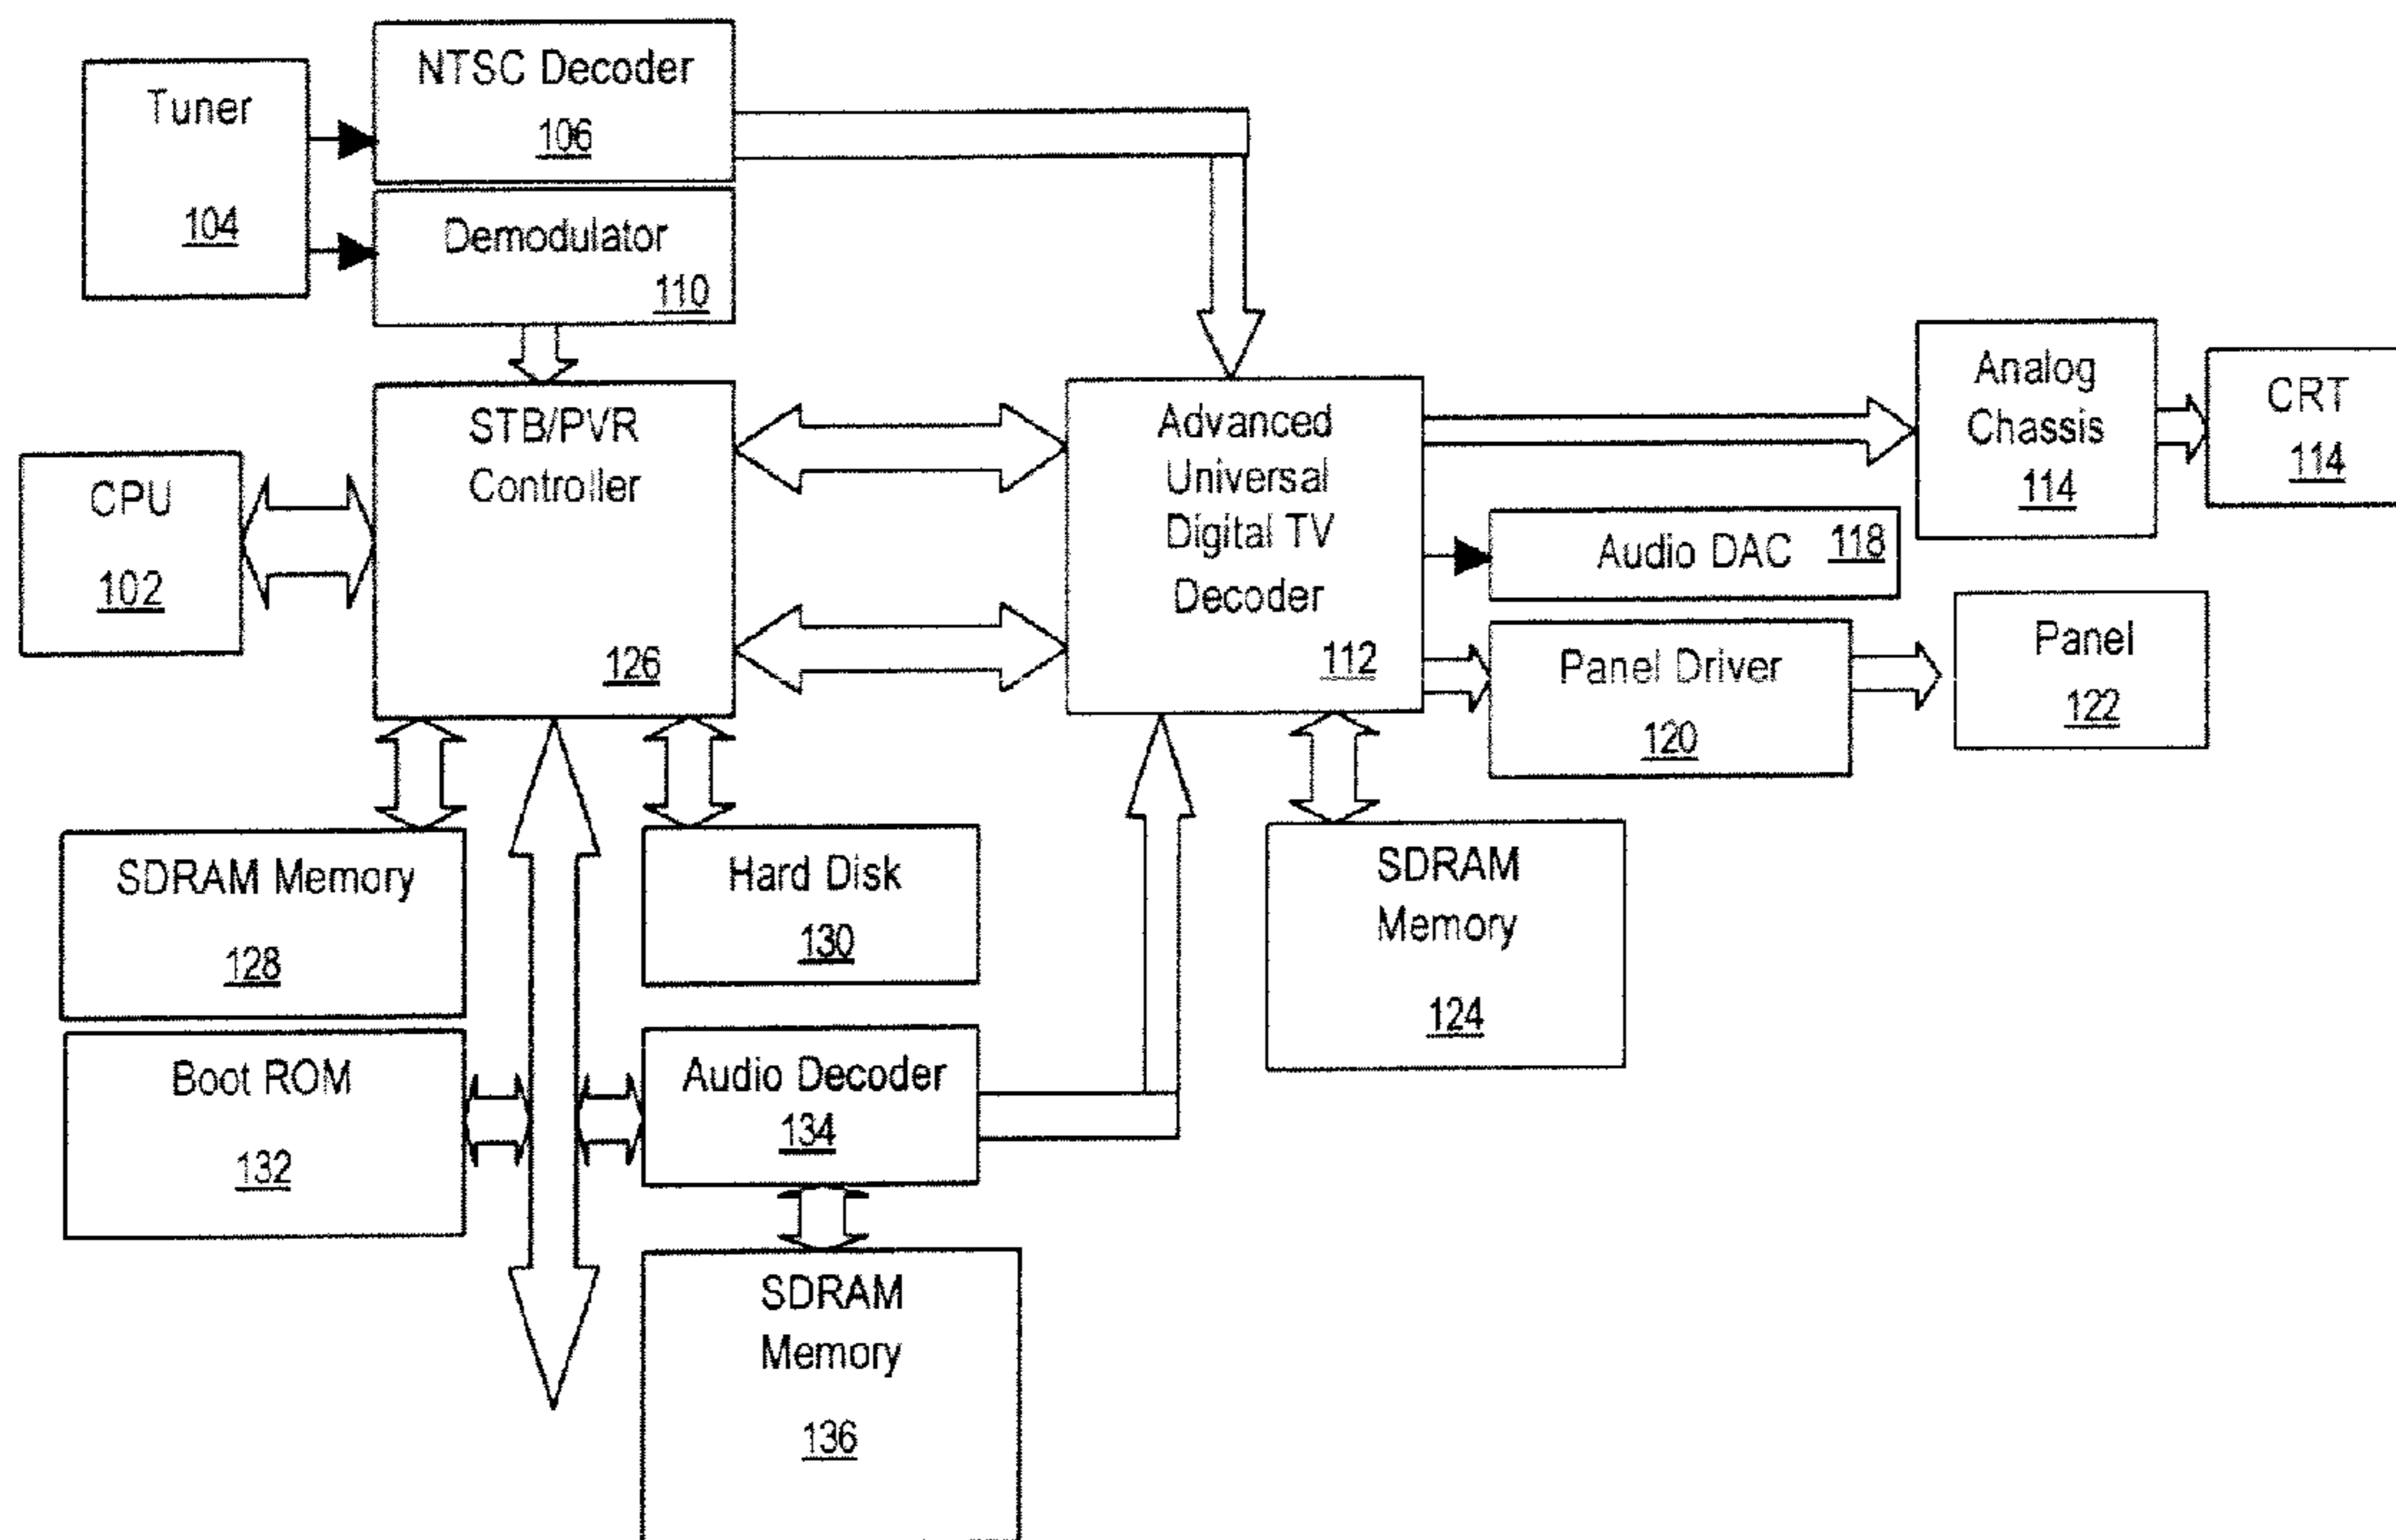 Tuner
104
NTSC Decoder
106
Demodulator
110
CPU
102
STB/PVR
Controller
126
Advanced
Universal
Digital TV
Decoder
112
Analog
Chassis
114
CRT
114
Audio DAC 118
Panel Driver
120
Panel
122
SDRAM Memory
128
Hard Disk
130
SDRAM
Memory
124
Boot ROM
132
Audio Decoder
134
SDRAM
Memory
136